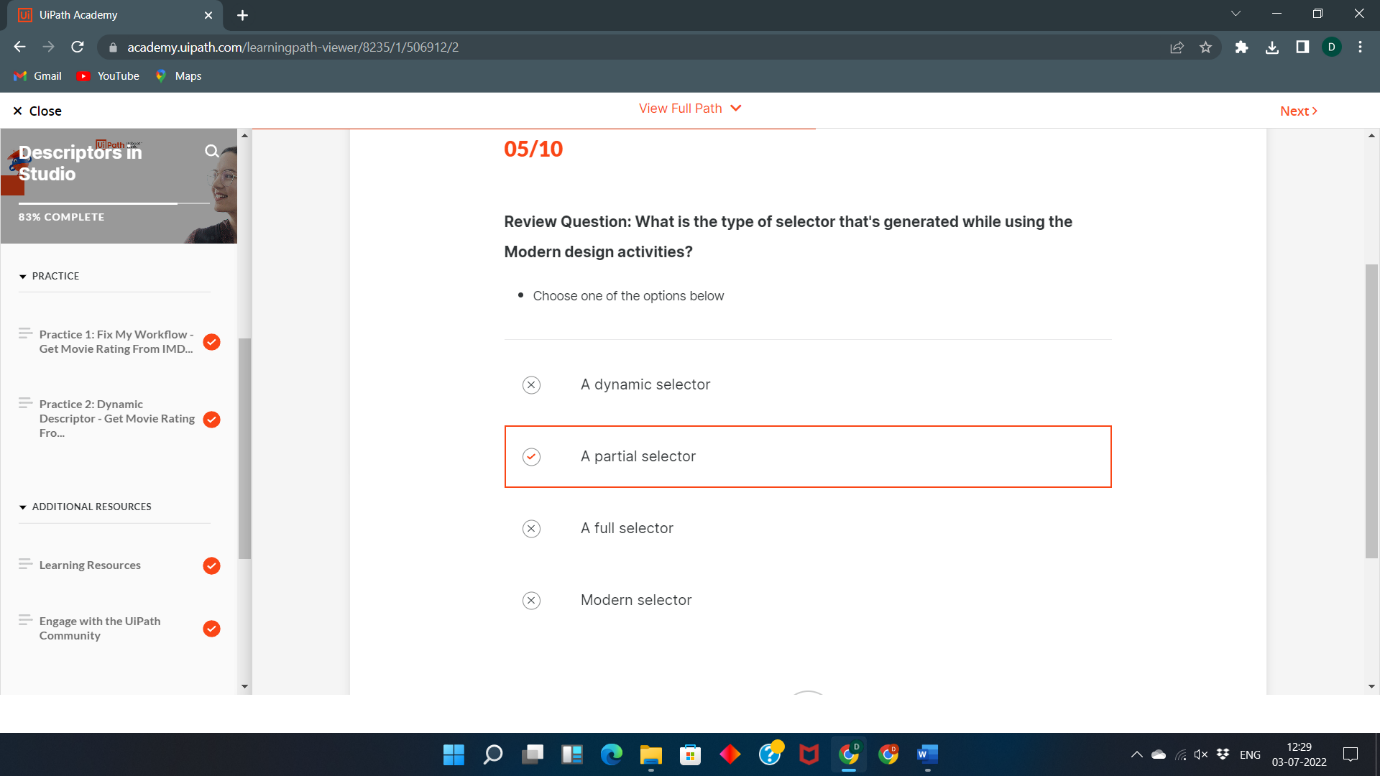 UiPath Academy
academy.uipath.com/learningpath-viewer/8235/1/506912/2
D
Gmail
YouTube
Maps
Close
View Full Path
Next
UiPath
Descriptors in
Studio
83% COMPLETE
PRACTICE
Practice 1: Fix My Workflow -
Get Movie Rating From IMD...
Practice 2: Dynamic
Descriptor - Get Movie Rating
Fro...
ADDITIONAL RESOURCES
Learning Resources
Engage with the UiPath
Community
05/10
Review Question: What is the type of selector that's generated while using the
Modern design activities?
• Choose one of the options below
A dynamic selector
A partial selector
A full selector
Modern selector
ENG
12:29
03-07-2022